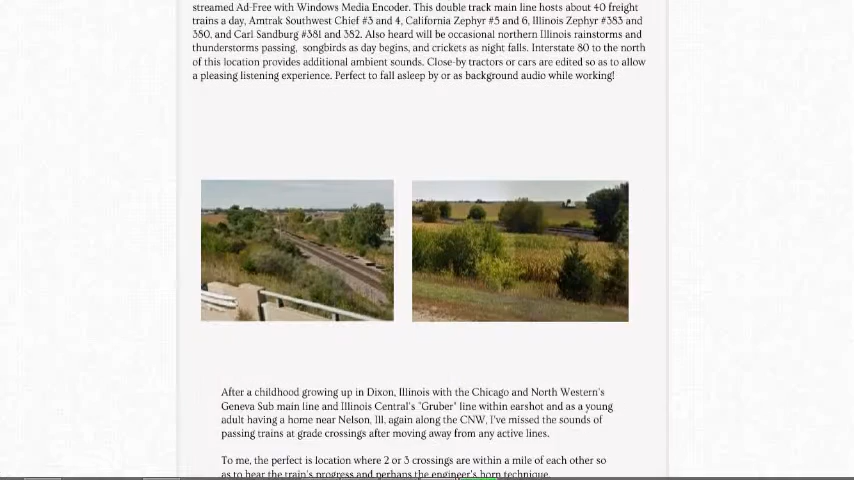 streamed Ad-Free with Windows Media Encoder. This double track main line hosts about 40 freight
trains a day, Amtrak Southwest Chief #3 and 4, California Zephyr #5 and 6, Illinois Zephyr #383 and
380, and Carl Sandburg #381 and 382. Also heard will be occasional northern Illinois rainstorms and
thunderstorms passing, songbirds as day begins, and crickets as night falls. Interstate 80 to the north
of this location provides additional ambient sounds. Close-by tractors or cars are edited so as to allow
a pleasing listening experience. Perfect to fall asleep by or as background audio while working!
After a childhood growing up in Dixon, Illinois with the Chicago and North Western's
Geneva Sub main line and Illinois Central's "Gruber" line within earshot and as a young
adult having a home near Nelson, Ill, again along the CNW, I've missed the sounds of
passing trains at grade crossings after moving away from any active lines.
To me, the perfect is location where 2 or 3 crossings are within a mile of each other so
as to hear the train's progress and perhaps the engineer's horn technique.